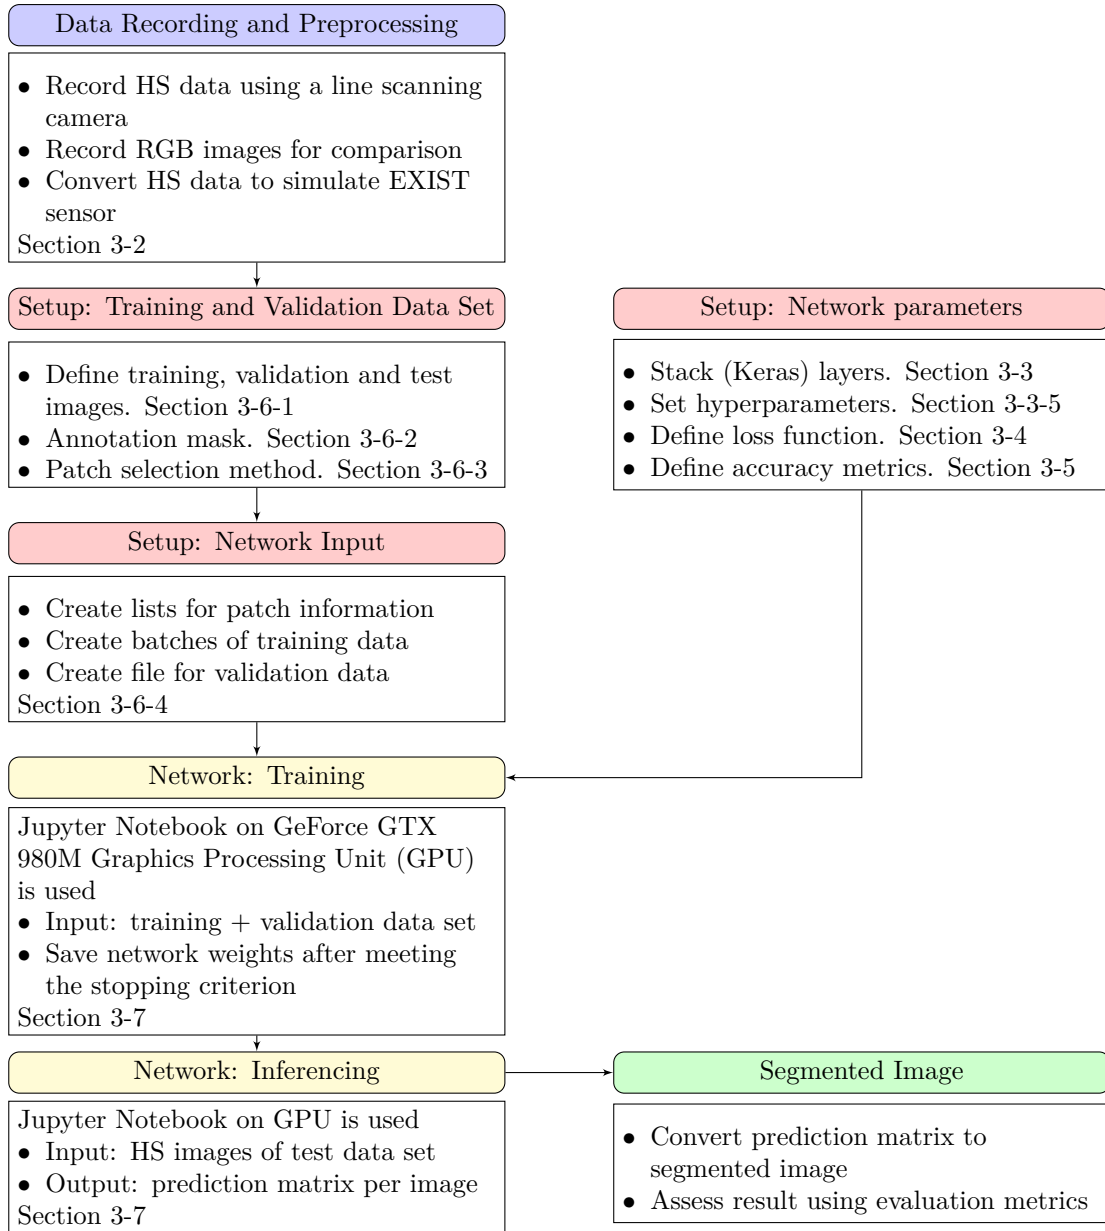 Data Recording and Preprocessing
• Record HS data using a line scanning
camera
• Record RGB images for comparison
• Convert HS data to simulate EXIST
sensor
Section 3-2
Setup: Training and Validation Data Set
• Define training, validation and test
images. Section 3-6-1
• Annotation mask. Section 3-6-2
• Patch selection method. Section 3-6-3
Setup: Network parameters
• Stack (Keras) layers. Section 3-3
• Set hyperparameters. Section 3-3-5
• Define loss function. Section 3-4
• Define accuracy metrics. Section 3-5
Setup: Network Input
• Create lists for patch information
• Create batches of training data
• Create file for validation data
Section 3-6-4
Network: Training
Jupyter Notebook on GeForce GTX
980M Graphics Processing Unit (GPU)
is used
• Input: training + validation data set
• Save network weights after meeting
the stopping criterion
Section 3-7
Network: Inferencing
Jupyter Notebook on GPU is used
• Input: HS images of test data set
• Output: prediction matrix per image
Section 3-7
Segmented Image
• Convert prediction matrix to
segmented image
• Assess result using evaluation metrics